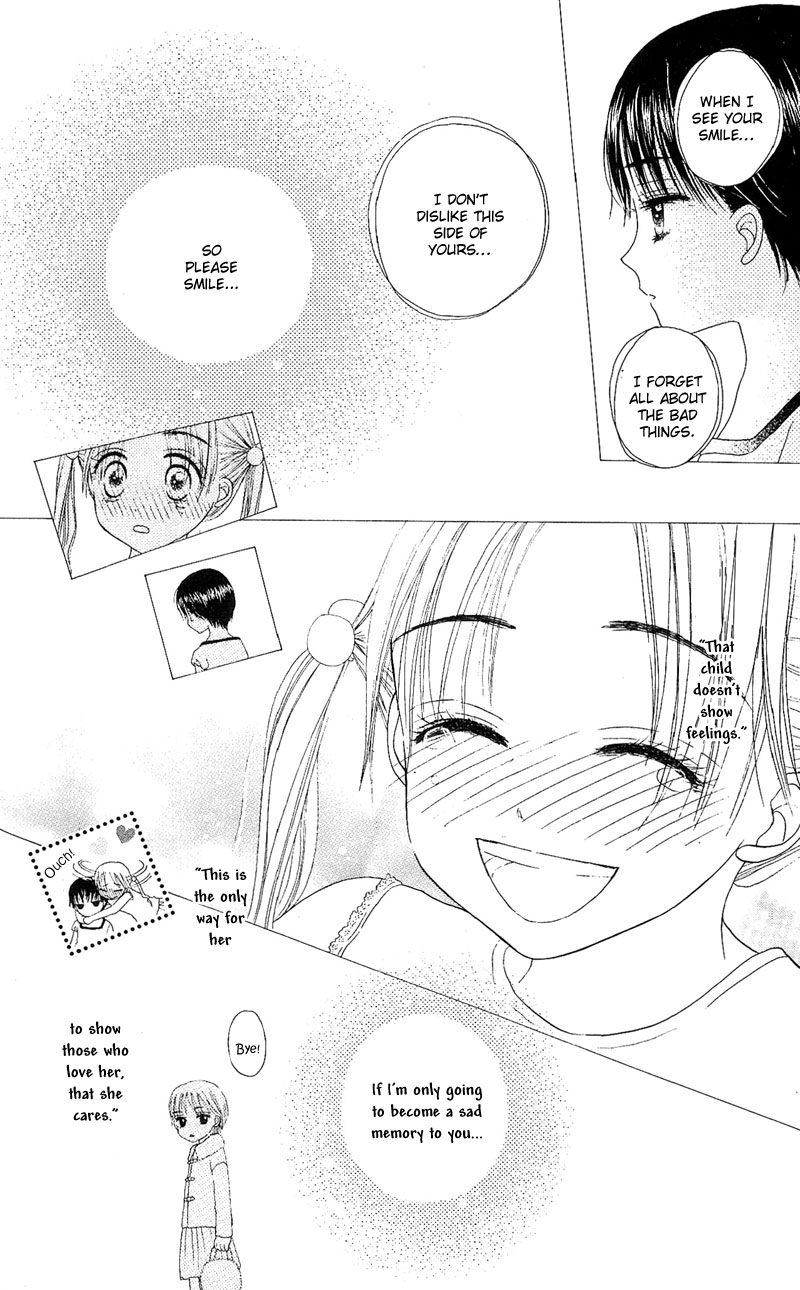 WHEN I
SEE YOUR
SMILE...
I FORGET
ALL ABOUT
THE BAD
THINGS.
I DON'T
DISLIKE THIS
SIDE OF
YOURS...
SO
PLEASE
SMILE...
"That
child
doesn't
show
feelings."
Ouch!
"This is
the only
way for
her
to show
those who
love her,
that she
cares."
Bye!
If I'm only going
to become a sad
memory to you...